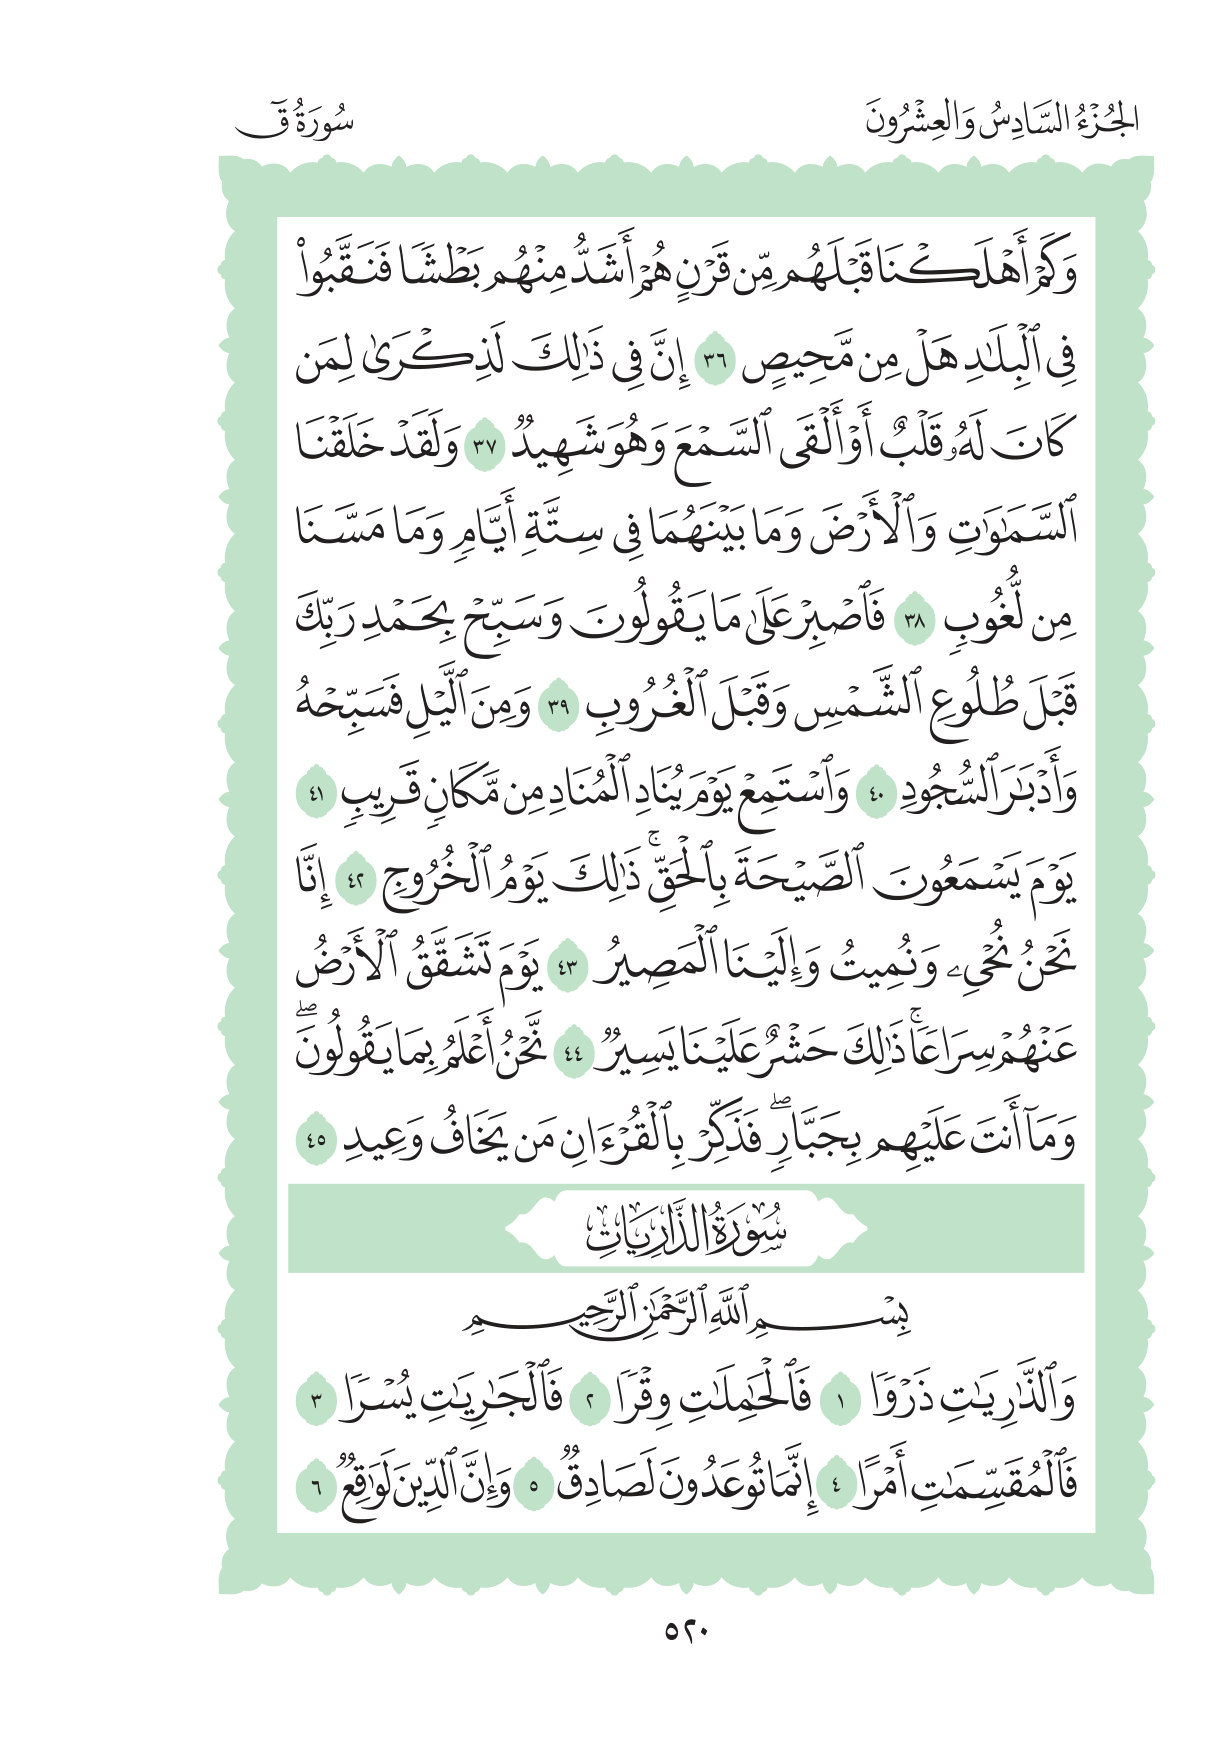 الجُزْءُ السَّادِسُ وَالعِشْرُونَ
سُورَةُ قٓ
وَكَمْ أَهْلَكْنَا قَبْلَهُم مِّن قَرْنٍ هُمْ أَشَدُّ مِنْهُم بَطْشًا فَنَقَّبُوا۟
فِى ٱلْبِلَـٰدِ هَلْ مِن مَّحِيصٍ ٣٦ إِنَّ فِى ذَٰلِكَ لَذِكْرَىٰ لِمَن
كَانَ لَهُۥ قَلْبٌ أَوْ أَلْقَى ٱلسَّمْعَ وَهُوَ شَهِيدٌ ٣٧ وَلَقَدْ خَلَقْنَا
ٱلسَّمَـٰوَٰتِ وَٱلْأَرْضَ وَمَا بَيْنَهُمَا فِى سِتَّةِ أَيَّامٍ وَمَا مَسَّنَا
مِن لُّغُوبٍ ٣٨ فَٱصْبِرْ عَلَىٰ مَا يَقُولُونَ وَسَبِّحْ بِحَمْدِ رَبِّكَ
قَبْلَ طُلُوعِ ٱلشَّمْسِ وَقَبْلَ ٱلْغُرُوبِ ٣٩ وَمِنَ ٱلَّيْلِ فَسَبِّحْهُ
وَأَدْبَـٰرَ ٱلسُّجُودِ ٤٠ وَٱسْتَمِعْ يَوْمَ يُنَادِ ٱلْمُنَادِ مِن مَّكَانٍ قَرِيبٍ ٤١
يَوْمَ يَسْمَعُونَ ٱلصَّيْحَةَ بِٱلْحَقِّ ۚ ذَٰلِكَ يَوْمُ ٱلْخُرُوجِ ٤٢ إِنَّا
نَحْنُ نُحْىِۦ وَنُمِيتُ وَإِلَيْنَا ٱلْمَصِيرُ ٤٣ يَوْمَ تَشَقَّقُ ٱلْأَرْضُ
عَنْهُمْ سِرَاعًا ۚ ذَٰلِكَ حَشْرٌ عَلَيْنَا يَسِيرٌ ٤٤ نَّحْنُ أَعْلَمُ بِمَا يَقُولُونَ ۖ
وَمَآ أَنتَ عَلَيْهِم بِجَبَّارٍ ۖ فَذَكِّرْ بِٱلْقُرْءَانِ مَن يَخَافُ وَعِيدِ ٤٥
سُورَةُ الذَّارِيَاتِ
بِسْمِ ٱللَّهِ ٱلرَّحْمَـٰنِ ٱلرَّحِيمِ
وَٱلذَّٰرِيَـٰتِ ذَرْوًا ١ فَٱلْحَـٰمِلَـٰتِ وِقْرًا ٢ فَٱلْجَـٰرِيَـٰتِ يُسْرًا ٣
فَٱلْمُقَسِّمَـٰتِ أَمْرًا ٤ إِنَّمَا تُوعَدُونَ لَصَادِقٌ ٥ وَإِنَّ ٱلدِّينَ لَوَٰقِعٌ ٦
٥٢٠